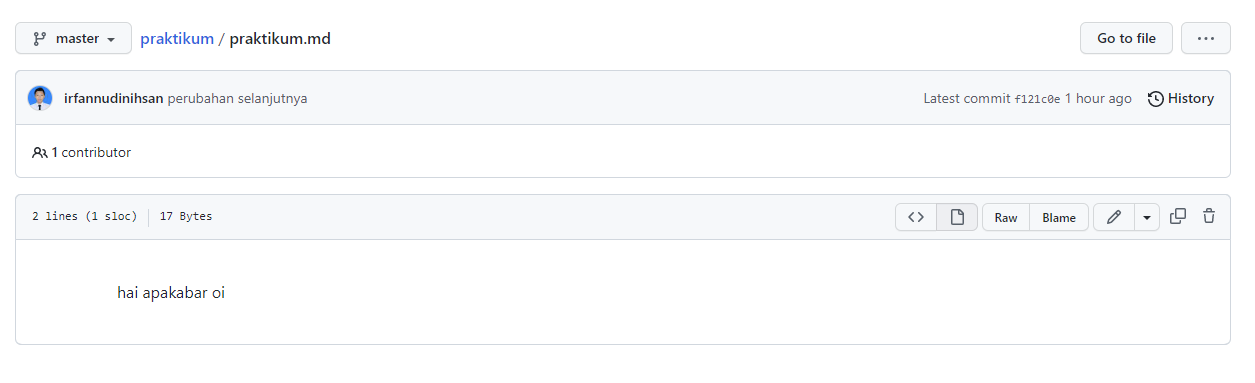 master praktikum / praktikum.md Go to file ...
irfannudinihsan perubahan selanjutnya Latest commit f121c0e 1 hour ago History
1 contributor
2 lines (1 sloc) 17 Bytes <> Raw Blame
hai apakabar oi